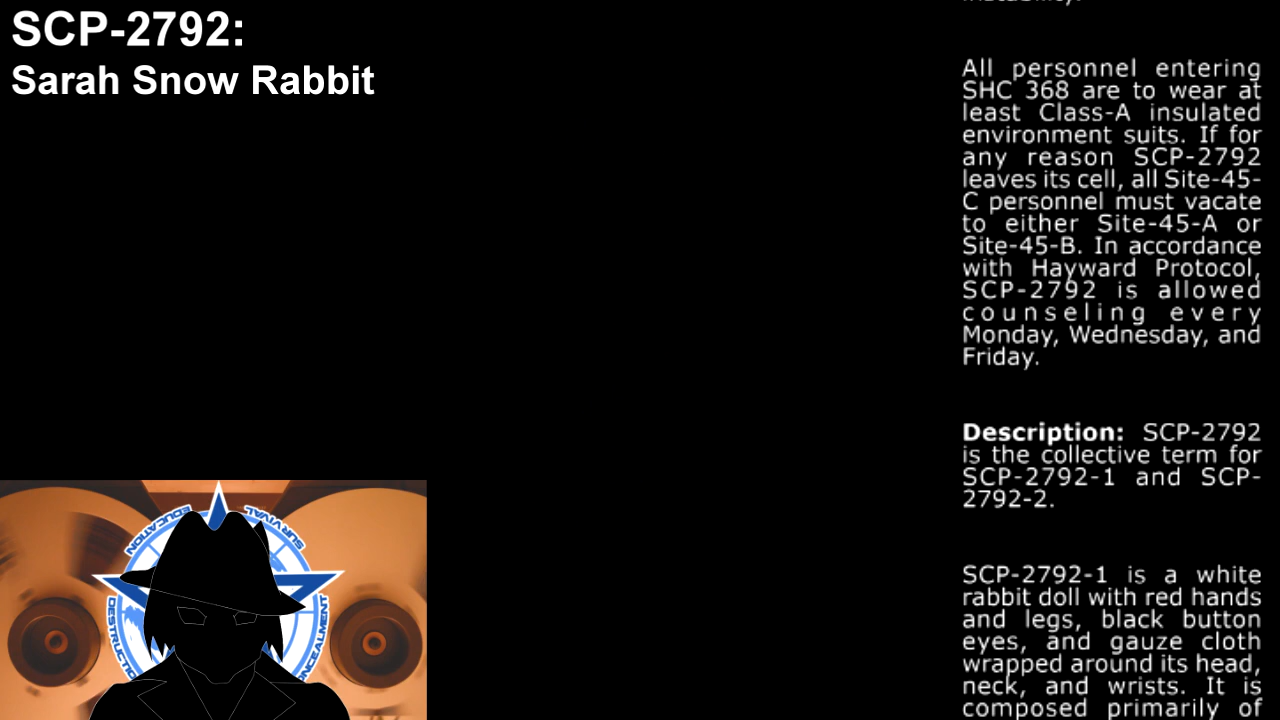 SCP-2792:
Sarah Snow Rabbit
All personnel entering
SHC 368 are to wear at
least Class-A insulated
environment suits. If for
any reason SCP-2792
leaves its cell, all Site-45-
C personnel must vacate
to either Site-45-A or
Site-45-B. In accordance
with Hayward Protocol,
SCP-2792 is allowed
counseling every
Monday, Wednesday, and
Friday.
Description: SCP-2792
is the collective term for
SCP-2792-1 and SCP-
2792-2.
SCP-2792-1 is a white
rabbit doll with red hands
and legs, black button
eyes, and gauze cloth
wrapped around its head,
neck, and wrists. It is
composed primarily of
EDUCATION
SURVIVAL